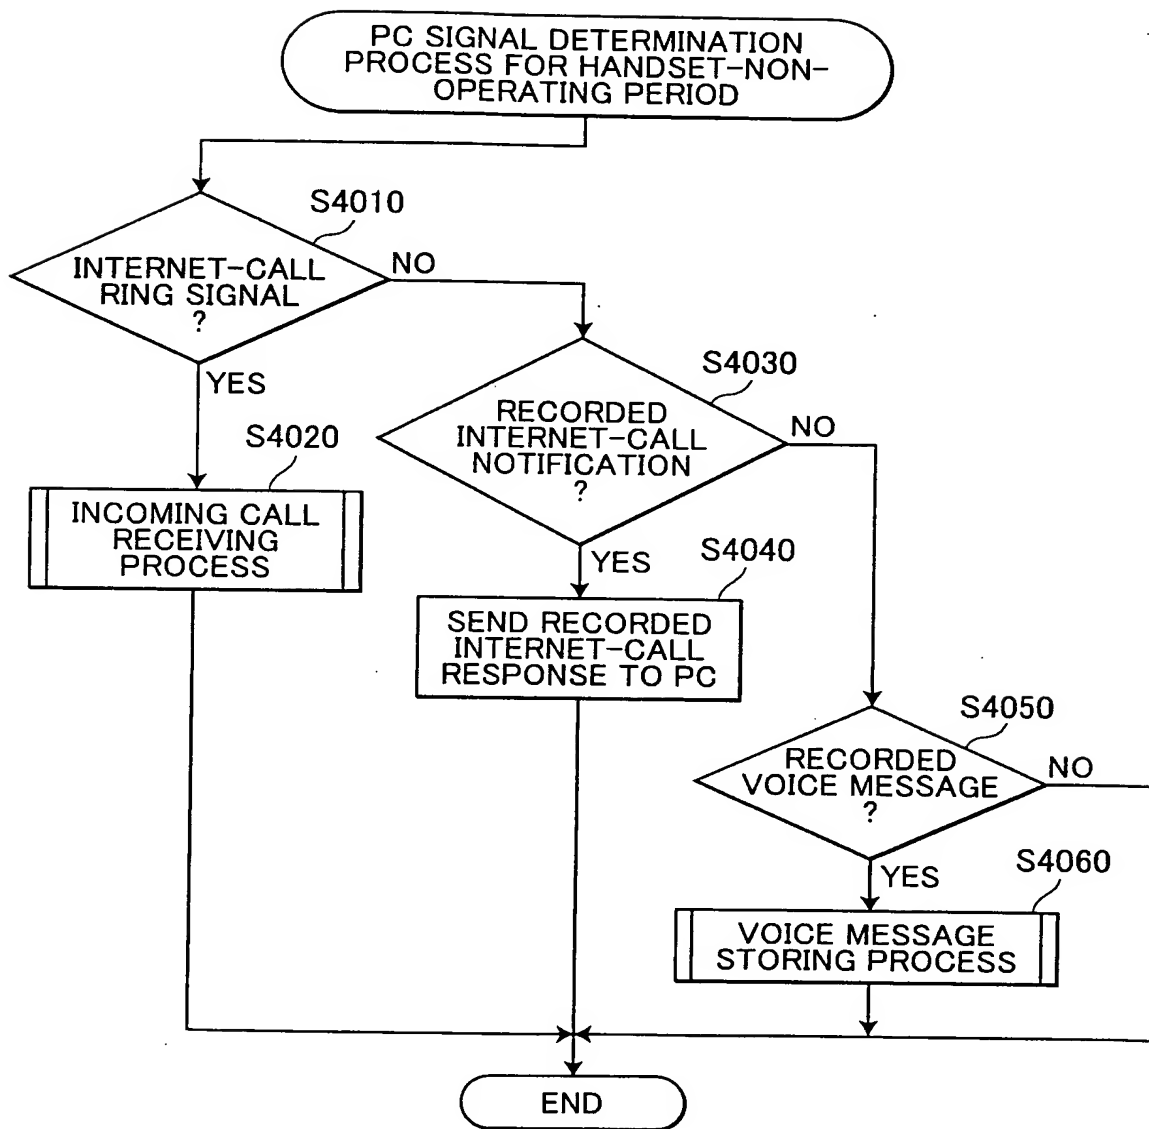 PC SIGNAL DETERMINATION
PROCESS FOR HANDSET-NON-
OPERATING PERIOD
S4010
INTERNET-CALL
RING SIGNAL
?
NO
YES
S4020
INCOMING CALL
RECEIVING
PROCESS
S4030
RECORDED
INTERNET-CALL
NOTIFICATION
?
NO
YES
S4040
SEND RECORDED
INTERNET-CALL
RESPONSE TO PC
S4050
RECORDED
VOICE MESSAGE
?
NO
YES
S4060
VOICE MESSAGE
STORING PROCESS
END